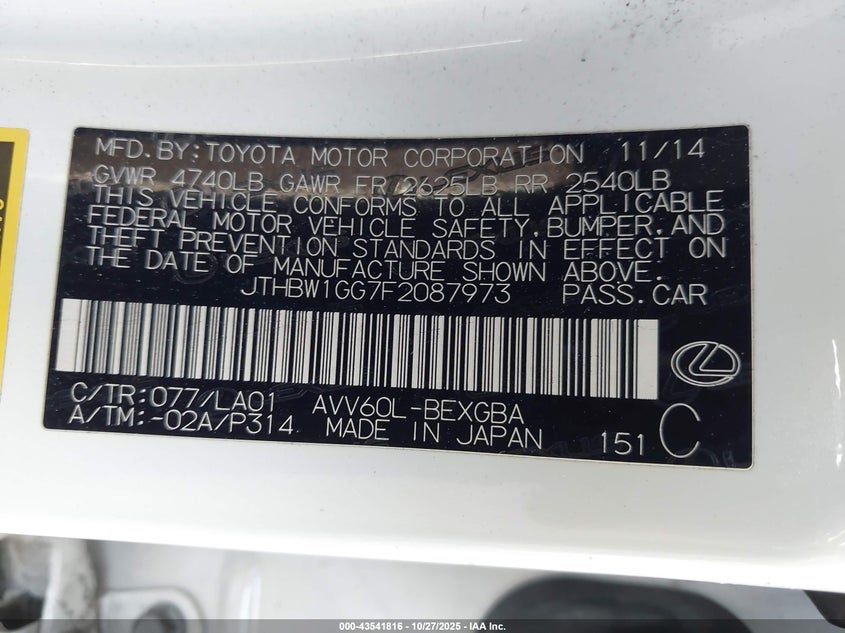 MFD.BY:TOYOTA MOTOR CORPORATION 11/14
GVWR 4740LB GAWR FR 2625LB RR 2540LB
THIS VEHICLE CONFORMS TO ALL APPLICABLE
FEDERAL MOTOR VEHICLE SAFETY,BUMPER,AND
THEFT PREVENTION STANDARDS IN EFFECT ON
THE DATE OF MANUFACTURE SHOWN ABOVE.
JTHBW1GG7F2087973 PASS.CAR
C/TR:077/LA01 AVV60L-BEXGBA
A/TM:-02A/P314 MADE IN JAPAN 151 C
000-43541816 | 10/27/2025 | IAA Inc.